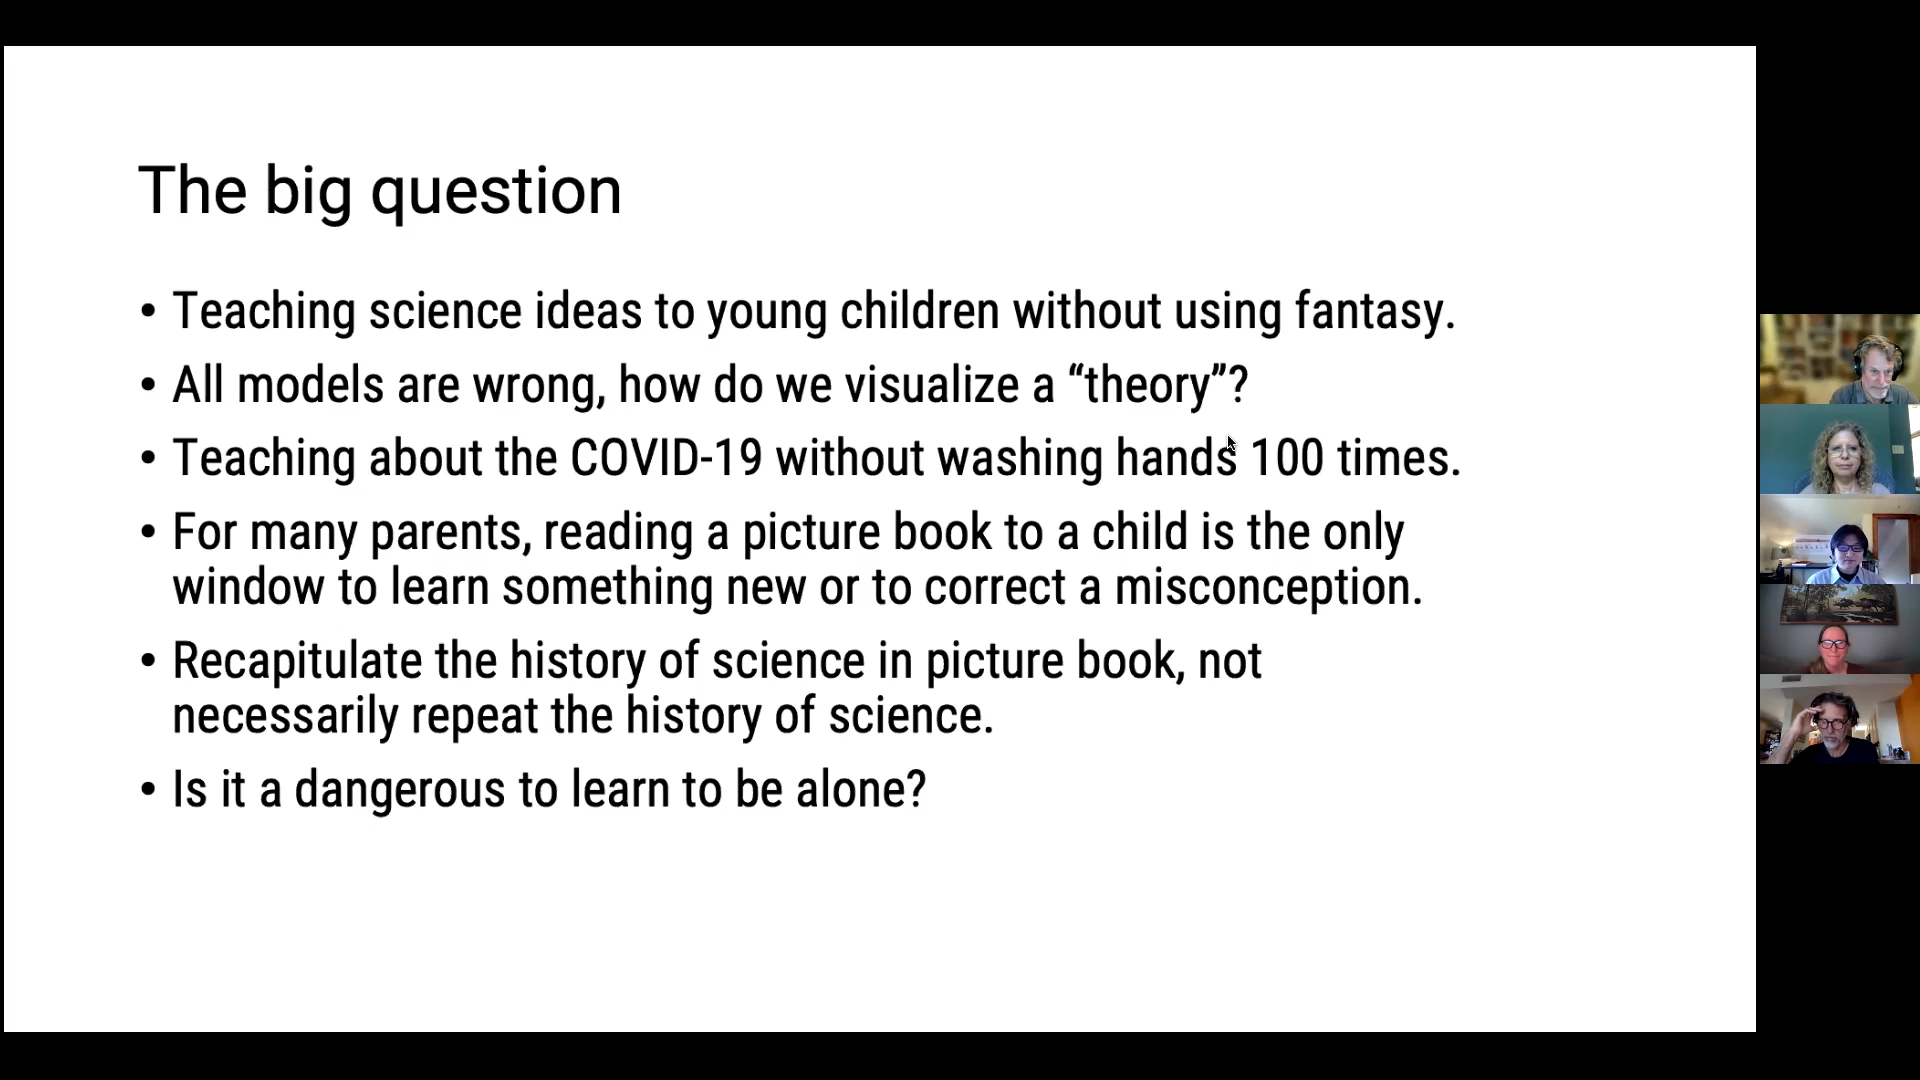 The big question
• Teaching science ideas to young children without using fantasy.
• All models are wrong, how do we visualize a “theory”?
• Teaching about the COVID-19 without washing hands 100 times.
• For many parents, reading a picture book to a child is the only
window to learn something new or to correct a misconception.
• Recapitulate the history of science in picture book, not
necessarily repeat the history of science.
• Is it a dangerous to learn to be alone?